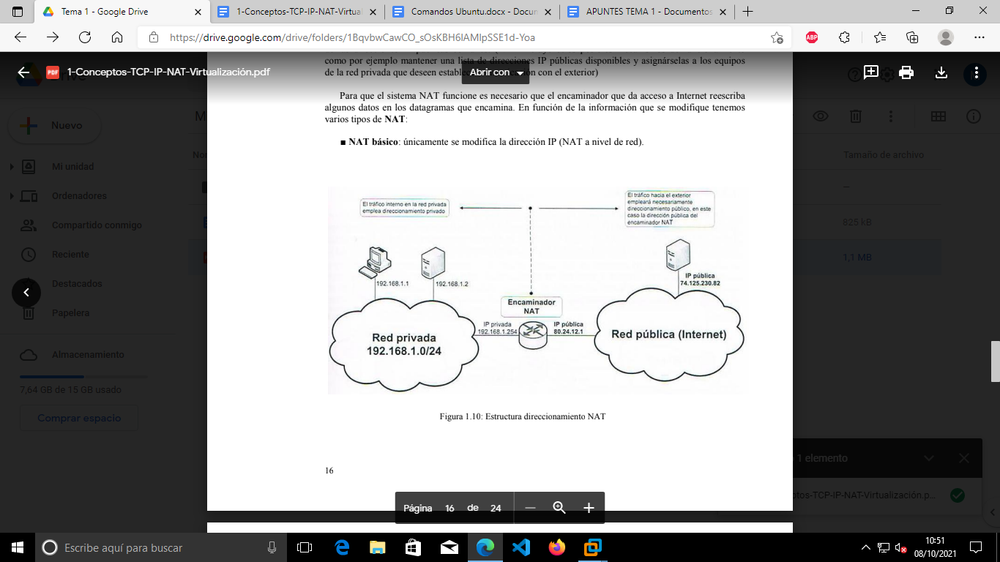 Tema 1 - Google Drive
1-Conceptos-TCP-IP-NAT-Virtual
Comandos Ubuntu.docx - Docun
APUNTES TEMA 1 - Documentos
https://drive.google.com/drive/folders/1BqvbwCawCO_sOsKBH6IAMIpSSE1d-Yoa
ABP
como por ejemplo mantener una lista de direcciones IP públicas disponibles y asignárselas a los equipos
PDF
1-Conceptos-TCP-IP-NAT-Virtualización.pdf
de la red privada que deseen
Abrir con
con el exterior)
Para que el sistema NAT funcione es necesario que el encaminador que da acceso a Internet reescriba
algunos datos en los datagramas que encamina. En función de la información que se modifique tenemos
varios tipos de NAT:
■ NAT básico: únicamente se modifica la dirección IP (NAT a nivel de red).
Nuevo
Mi unidad
Ordenadores
Compartido conmigo
Reciente
Destacados
Papelera
Almacenamiento
7,64 GB de 15 GB usado
Comprar espacio
Tamaño de archivo
825 kB
1,1 MB
El tráfico interno en la red privada
emplea direccionamiento privado
El tráfico hacia el exterior
empleará necesariamente
direccionamiento público, en este
caso la dirección pública del
encaminador NAT
192.168.1.1
192.168.1.2
IP pública
74.125.230.82
Encaminador
NAT
IP privada
192.168.1.254
IP pública
80.24.12.1
Red privada
192.168.1.0/24
Red pública (Internet)
Figura 1.10: Estructura direccionamiento NAT
16
1 elemento
ptos-TCP-IP-NAT-Virtualización.p...
Página 16 de 24
Escribe aquí para buscar
10:51
08/10/2021